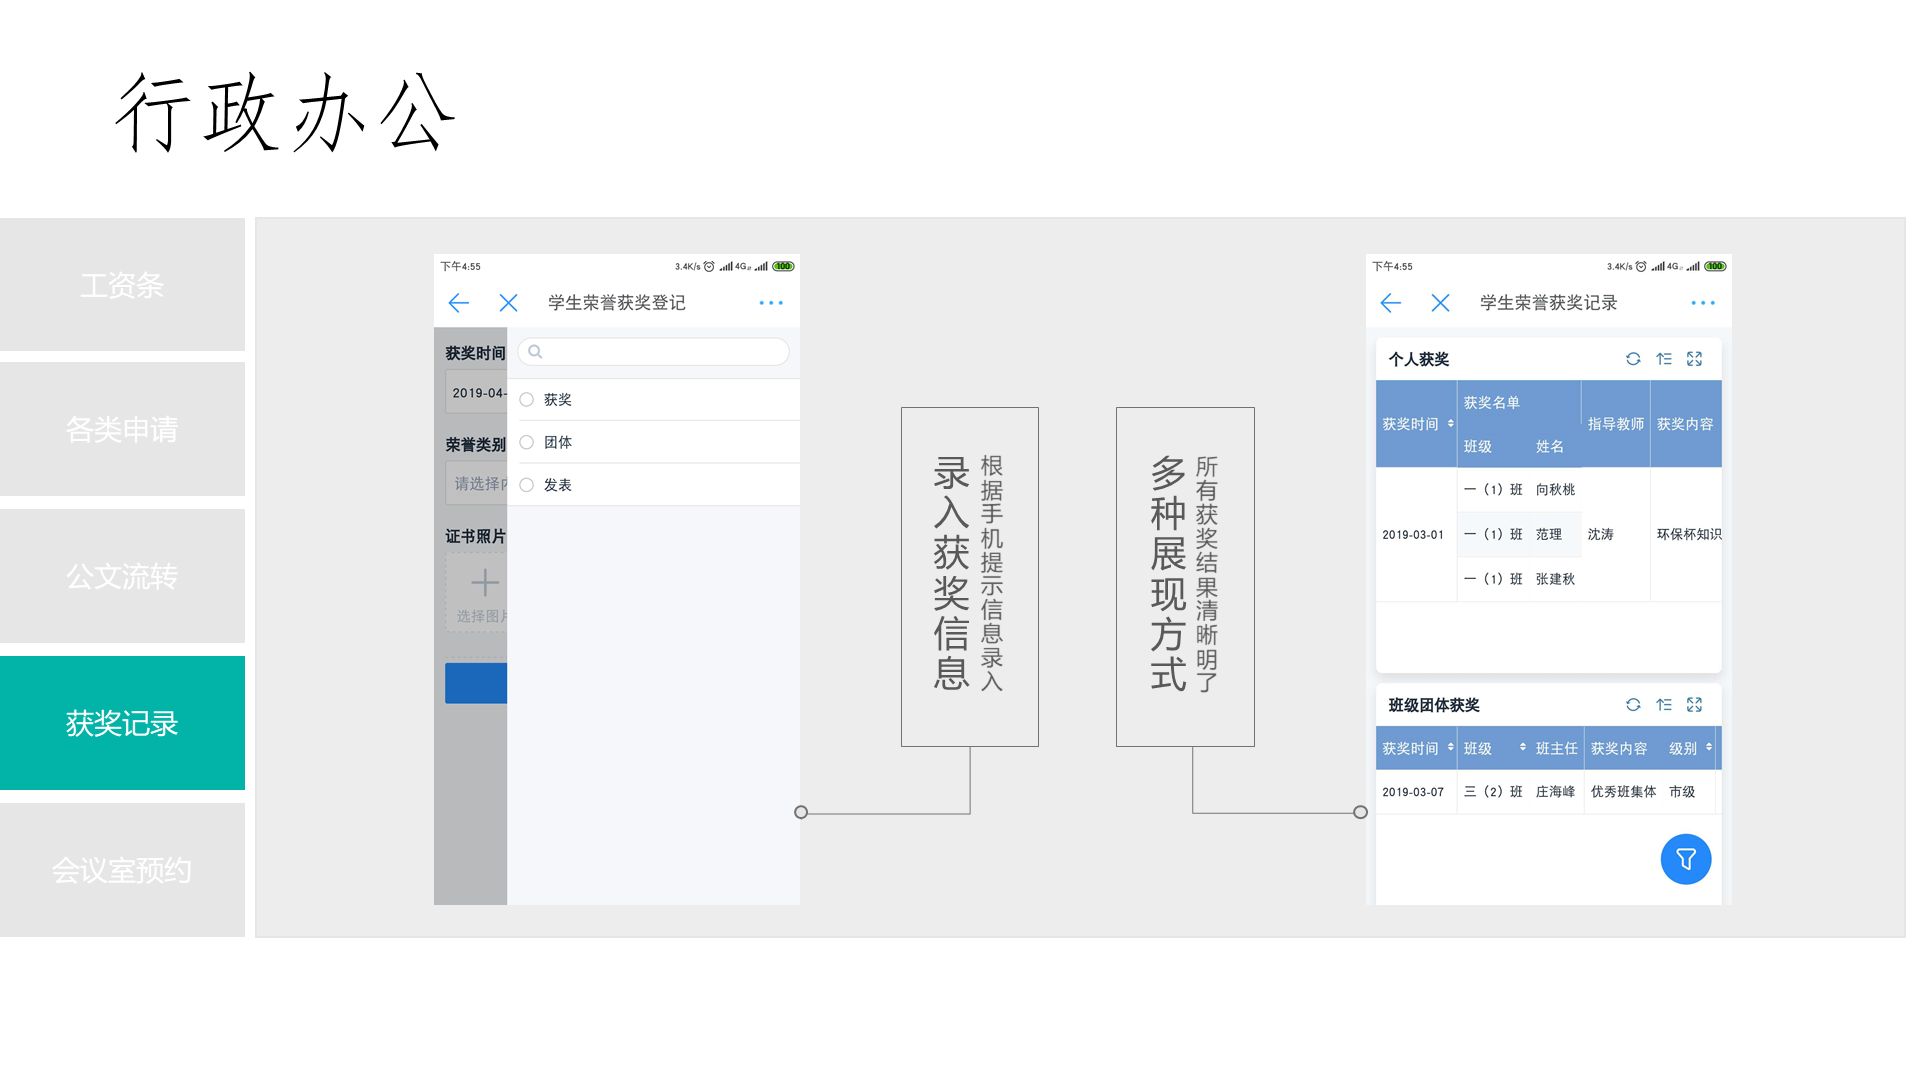 行政办公
工资条
各类申请
公文流转
获奖记录
会议室预约
下午4:55
3.4K/s
4G
100
学生荣誉获奖登记
获奖时间
2019-04-
荣誉类别
请选择
证书照片
选择图
获奖
团体
发表
录入获奖信息
根据手机提示信息录入
多种展现方式
所有获奖结果清晰明了
下午4:55
3.4K/s
4G
100
学生荣誉获奖记录
个人获奖
获奖时间
获奖名单
班级
姓名
指导教师
获奖内容
一（1）班 向秋桃
2019-03-01
一（1）班 范理
沈涛
环保杯知识
一（1）班 张建秋
班级团体获奖
获奖时间 班级 班主任 获奖内容 级别
2019-03-07 三（2）班 庄海峰 优秀班集体 市级